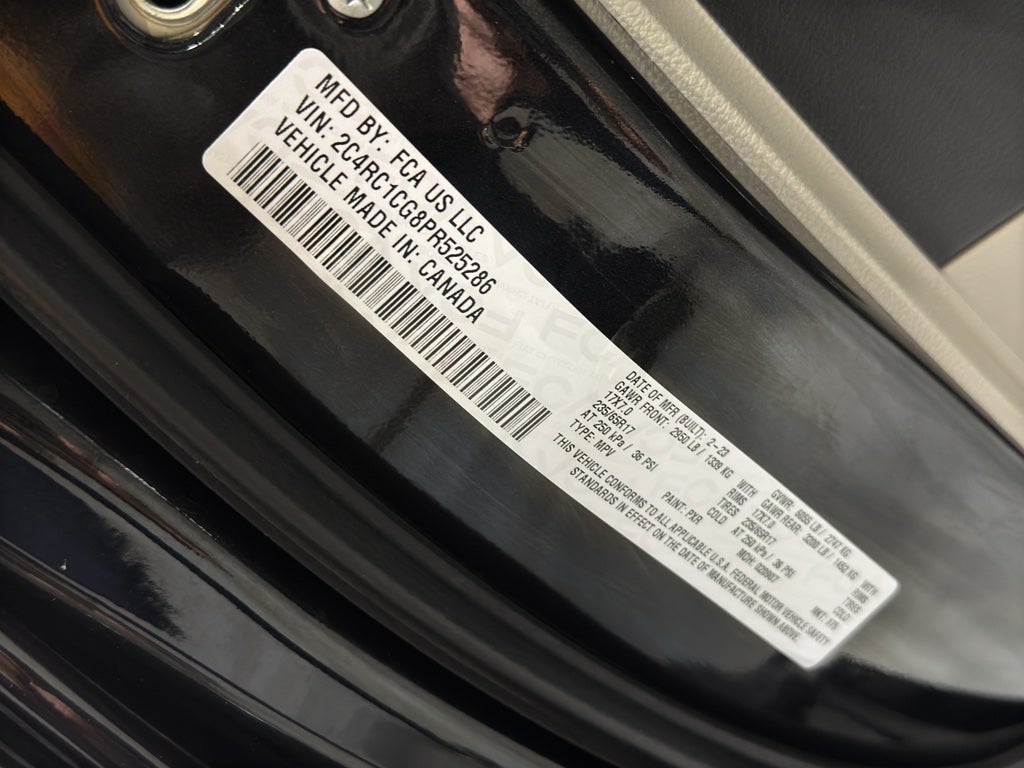 MFD BY: FCA US LLC
VIN: 2C4RC1CG8PR525286
VEHICLE MADE IN: CANADA
DATE OF MFR (BUILT): 2-23 GVWR: 6055 LB / 2747 KG
GAWR FRONT: 2950 LB / 1339 KG WITH GAWR REAR: 3200 LB / 1452 KG WITH
17X7.0 RIMS 17X7.0 RIMS
235/65R17 TIRES 235/65R17 TIRES
AT 250 kPa / 36 PSI COLD AT 250 kPa / 36 PSI COLD
TYPE: MPV PAINT: PXR MDH: MKT:
THIS VEHICLE CONFORMS TO ALL APPLICABLE U.S.A. FEDERAL MOTOR VEHICLE SAFETY
STANDARDS IN EFFECT ON THE DATE OF MANUFACTURE SHOWN ABOVE.